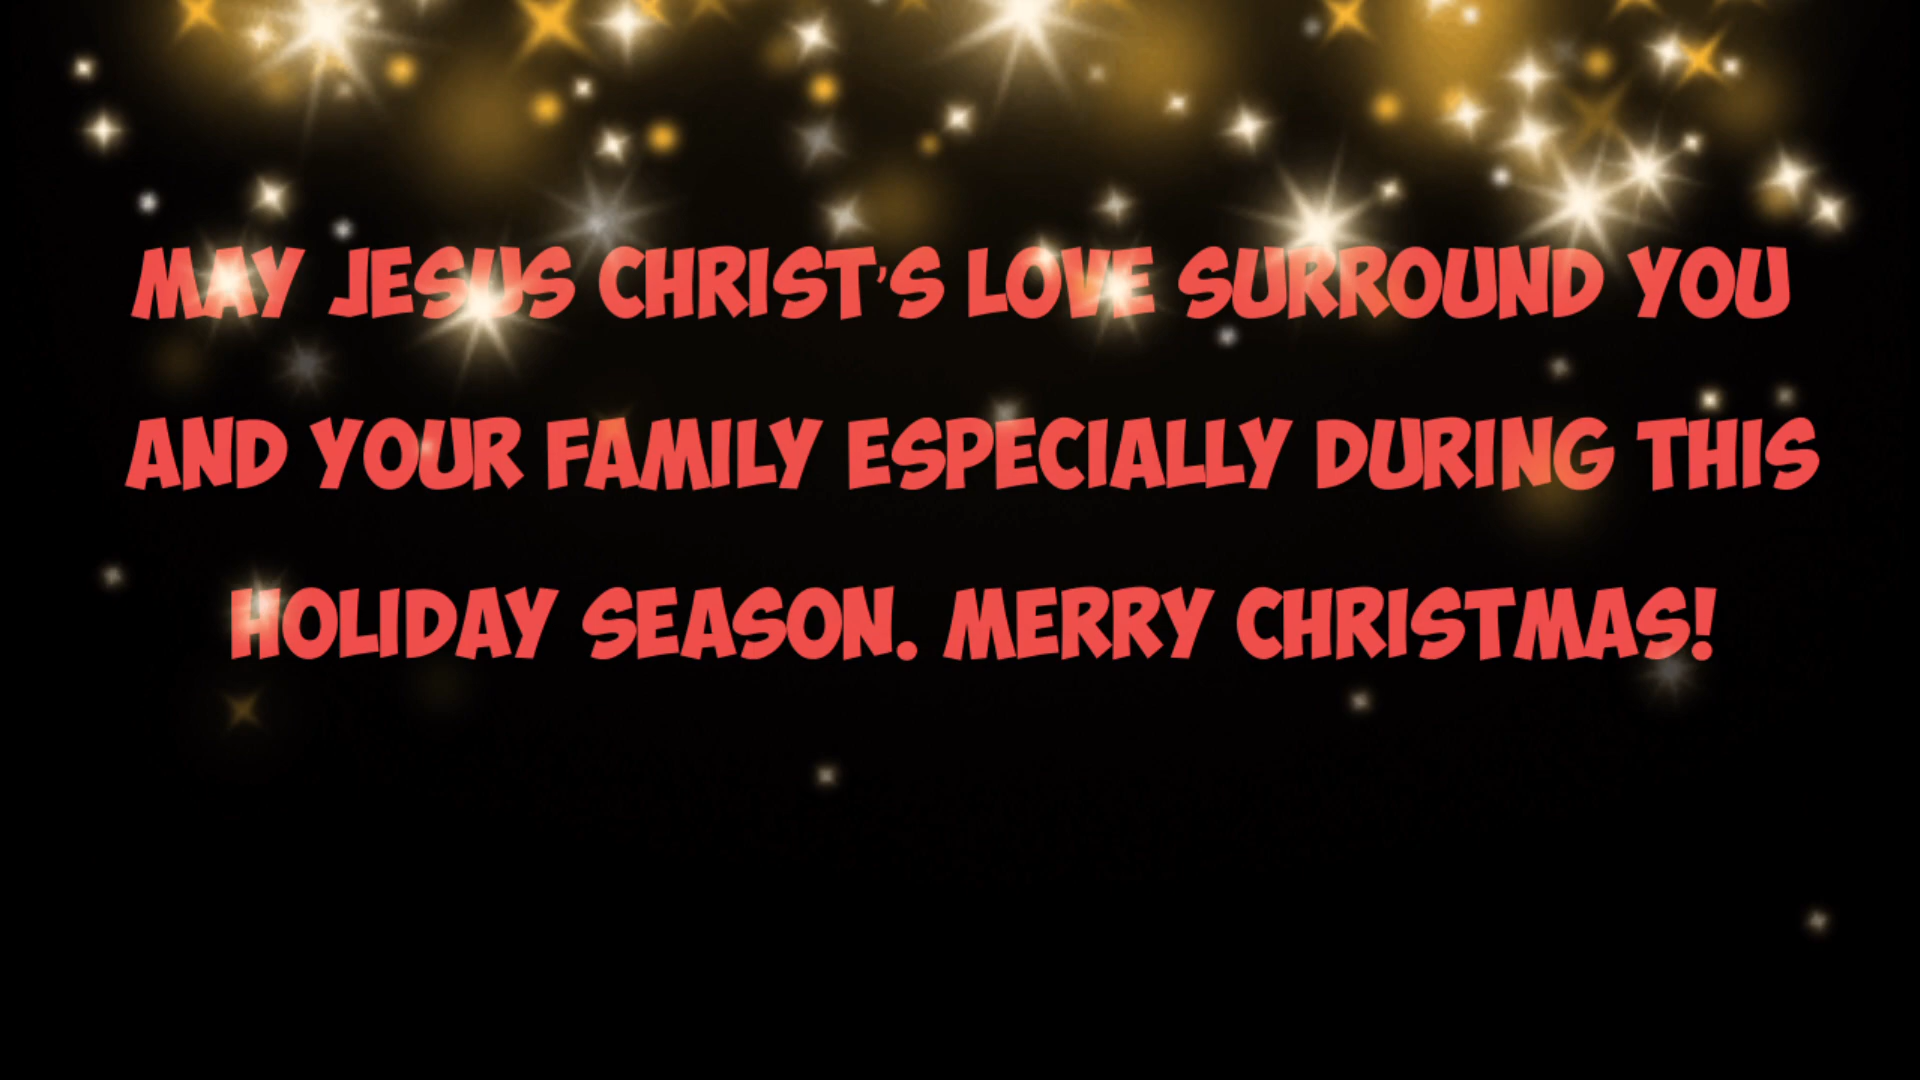 MAY JESUS CHRIST'S LOVE SURROUND YOU
AND YOUR FAMILY ESPECIALLY DURING THIS
HOLIDAY SEASON. MERRY CHRISTMAS!